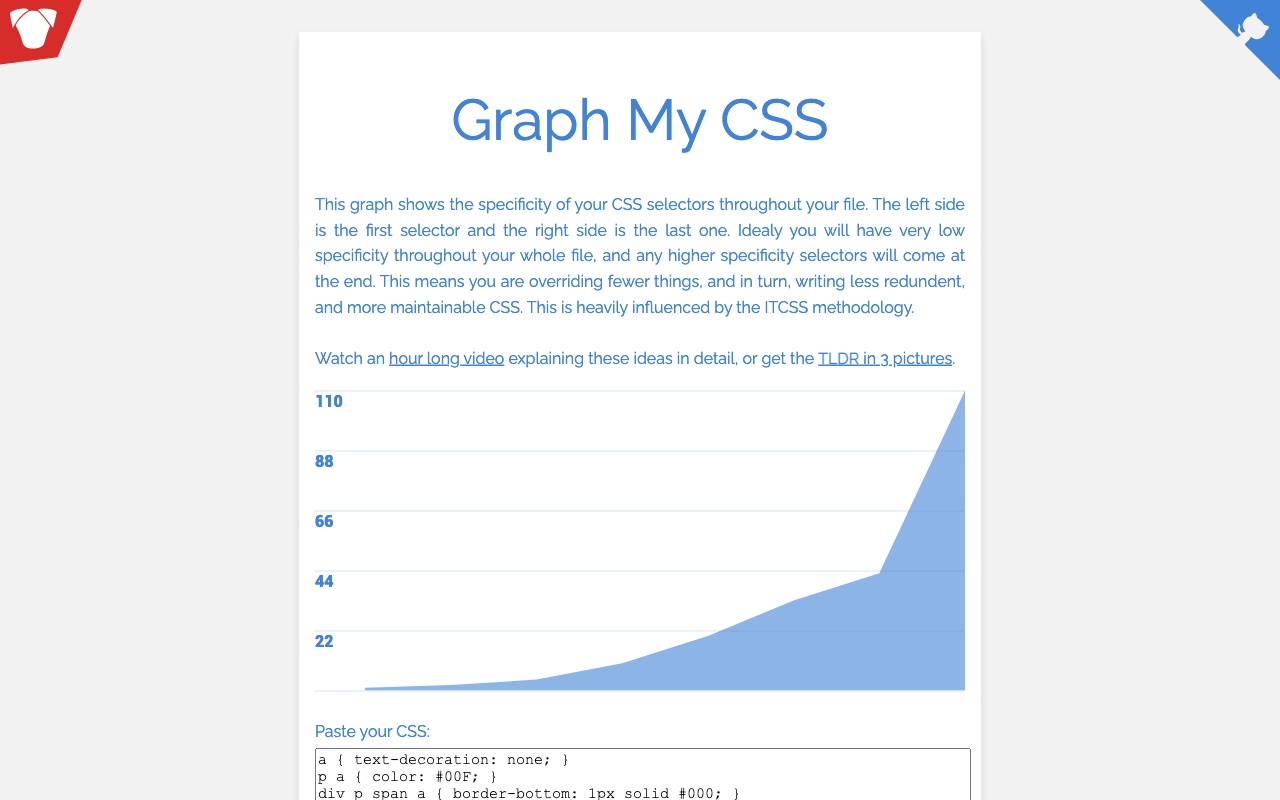 Graph My CSS
This graph shows the specificity of your CSS selectors throughout your file. The left side
is the first selector and the right side is the last one. Idealy you will have very low
specificity throughout your whole file, and any higher specificity selectors will come at
the end. This means you are overriding fewer things, and in turn, writing less redundent,
and more maintainable CSS. This is heavily influenced by the ITCSS methodology.
Watch an hour long video explaining these ideas in detail, or get the TLDR in 3 pictures.
110
88
66
44
22
Paste your CSS:
a { text-decoration: none; }
p a { color: #00F; }
div p span a { border-bottom: 1px solid #000; }